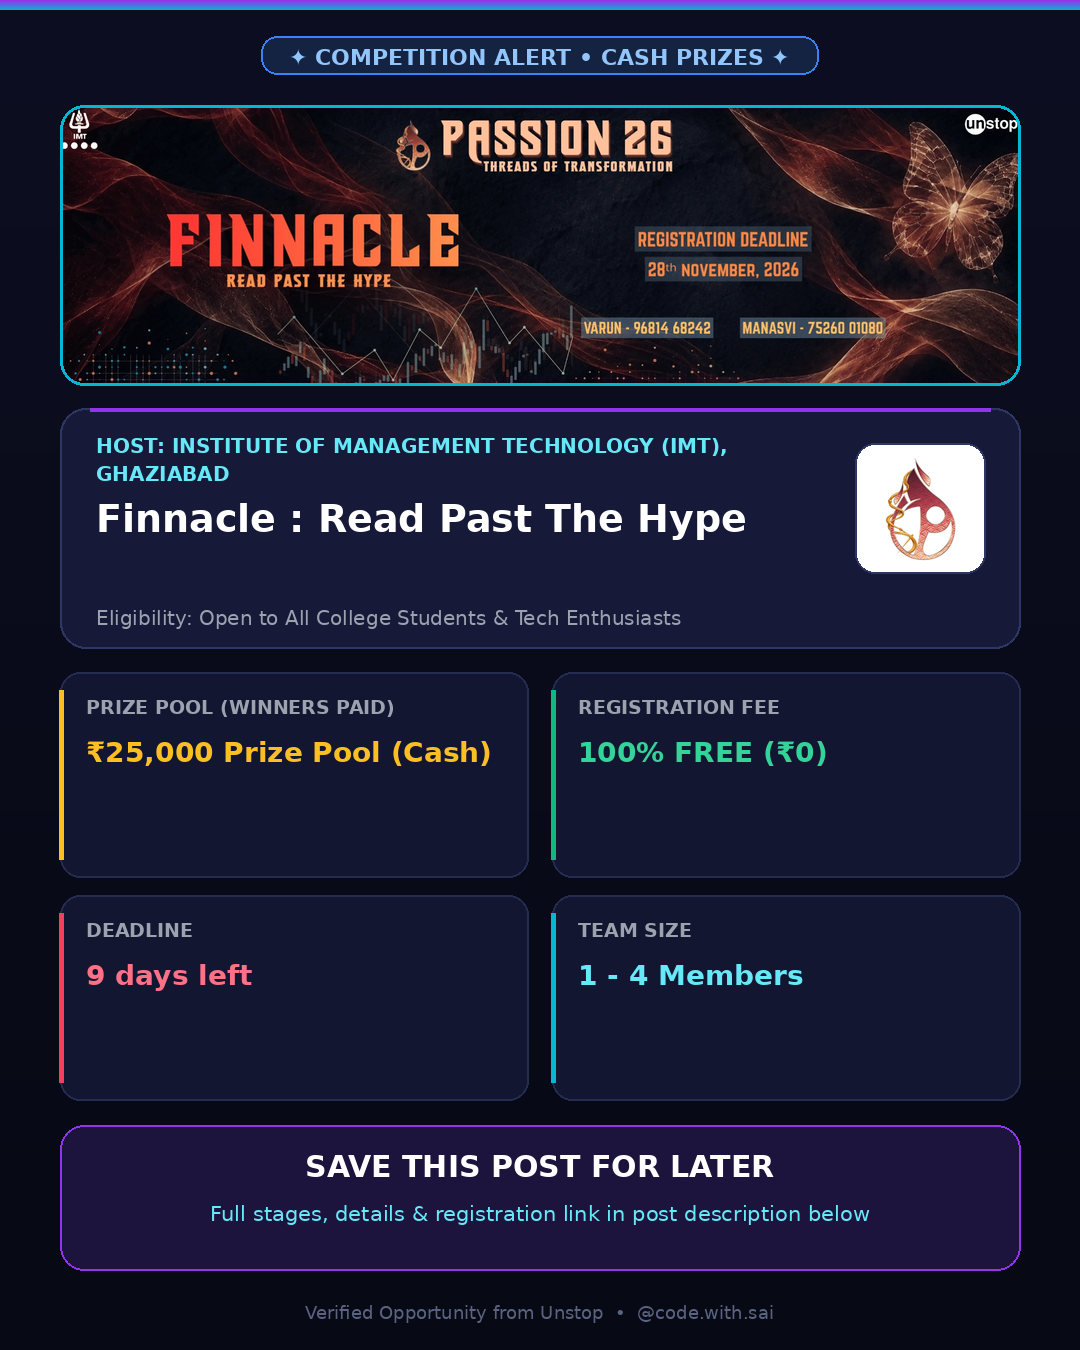 ✦ COMPETITION ALERT • CASH PRIZES ✦
IMT
unstop
PASSION 26
THREADS OF TRANSFORMATION
FINNACLE
READ PAST THE HYPE
REGISTRATION DEADLINE
28th NOVEMBER, 2026
VARUN - 96814 68242
MANASVI - 75260 01080
HOST: INSTITUTE OF MANAGEMENT TECHNOLOGY (IMT),
GHAZIABAD
Finnacle : Read Past The Hype
Eligibility: Open to All College Students & Tech Enthusiasts
PRIZE POOL (WINNERS PAID)
₹25,000 Prize Pool (Cash)
REGISTRATION FEE
100% FREE (₹0)
DEADLINE
9 days left
TEAM SIZE
1 - 4 Members
SAVE THIS POST FOR LATER
Full stages, details & registration link in post description below
Verified Opportunity from Unstop • @code.with.sai